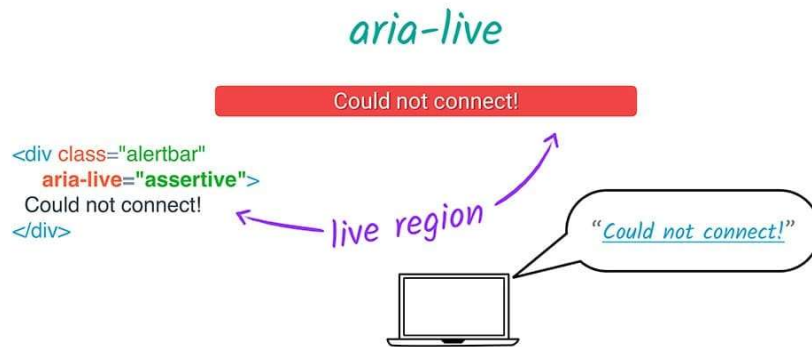 aria-live
Could not connect!
<div class="alertbar"
aria-live="assertive">
Could not connect!
</div>
live region
“Could not connect!”